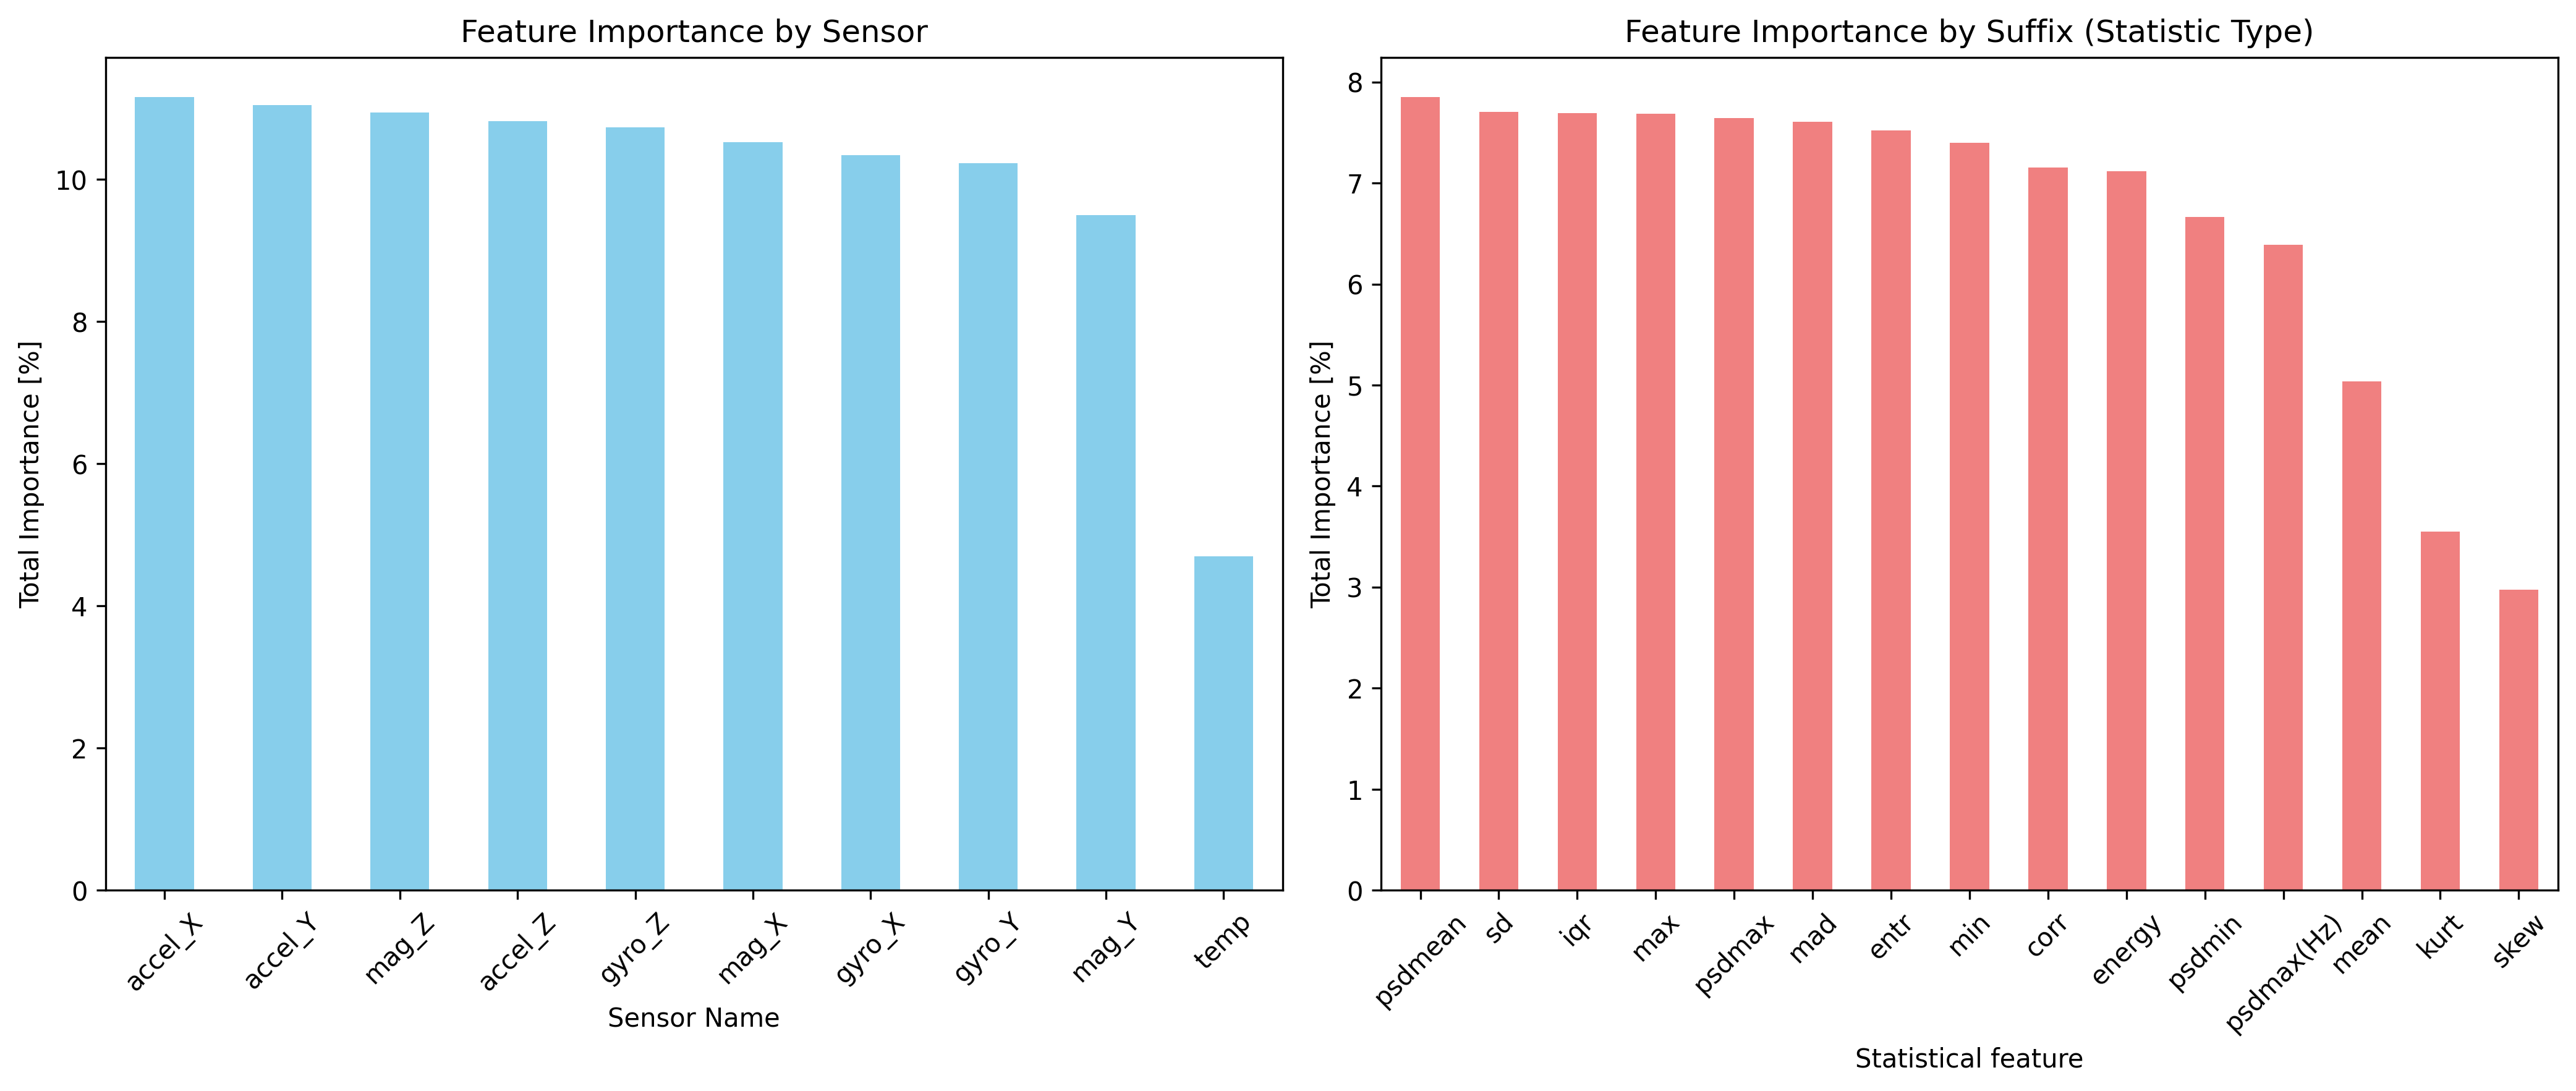 Feature Importance by Sensor
Total Importance [%]
10
8
6
4
2
0
accel_X
accel_Y
mag_Z
accel_Z
gyro_Z
mag_X
gyro_X
gyro_Y
mag_Y
temp
Sensor Name
Feature Importance by Suffix (Statistic Type)
Total Importance [%]
8
7
6
5
4
3
2
1
0
psdmean
sd
iqr
max
psdmax
mad
entr
min
corr
energy
psdmin
psdmax(Hz)
mean
kurt
skew
Statistical feature